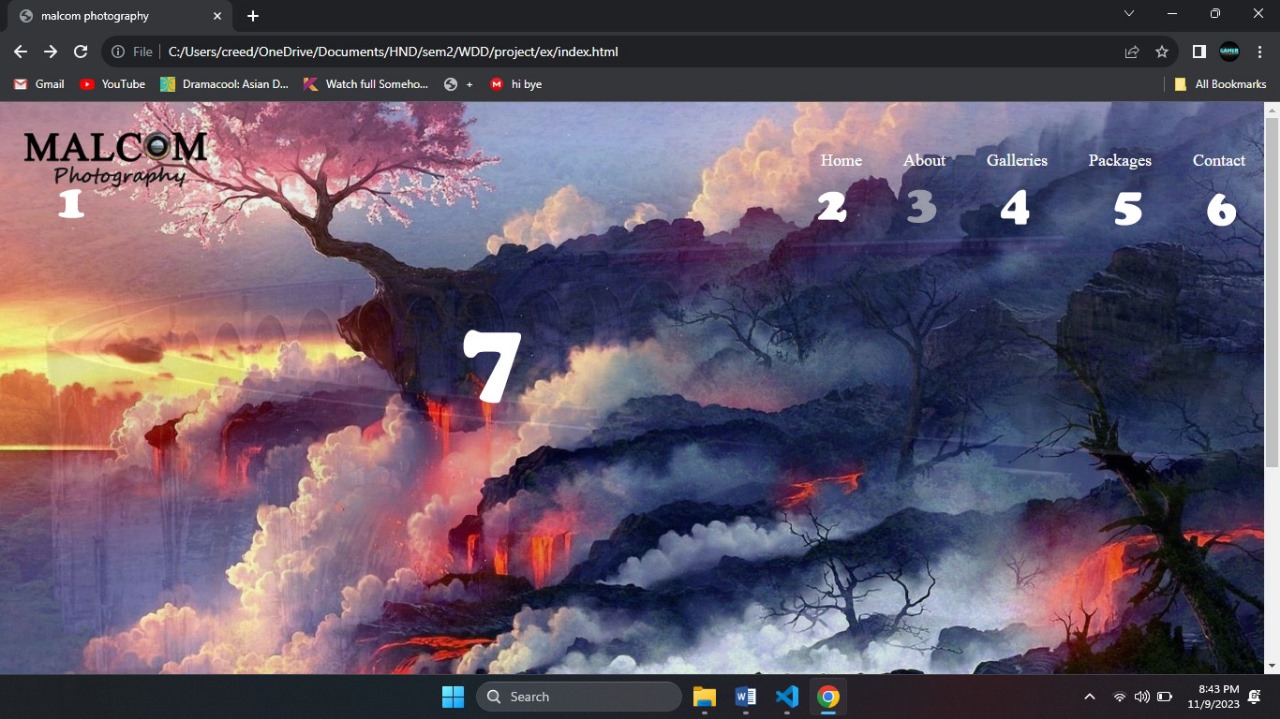 malcom photography
File
C:/Users/creed/OneDrive/Documents/HND/sem2/WDD/project/ex/index.html
Gmail YouTube Dramacool: Asian D... Watch full Someho... + hi bye All Bookmarks
MALCOM
Photography
Home About Galleries Packages Contact
1 2 3 4 5 6
7
Search
8:43 PM
11/9/2023